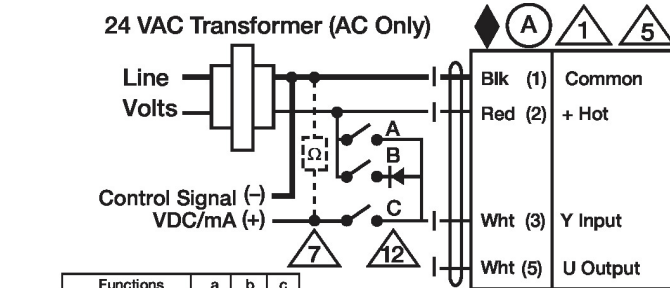 24 VAC Transformer (AC Only)
A
1
5
Line
Blk (1) Common
Volts
Red (2) + Hot
A
Ω
B
Control Signal (–)
VDC/mA (+)
C
Wht (3) Y Input
7
12
Wht (5) U Output
Functions a b c